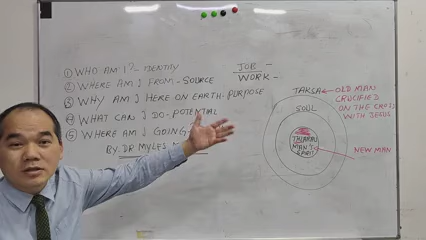 ① WHO AM I? - IDENTITY
② WHERE AM I FROM - SOURCE
③ WHY AM I HERE ON EARTH - PURPOSE
④ WHAT CAN I DO - POTENTIAL
⑤ WHERE AM I GOING -
BY. DR MYLES
JOB -
WORK -
TAKSA
OLD MAN
CRUCIFIED
ON THE CROSS
WITH JESUS
SOUL
SPIRIT
NEW MAN